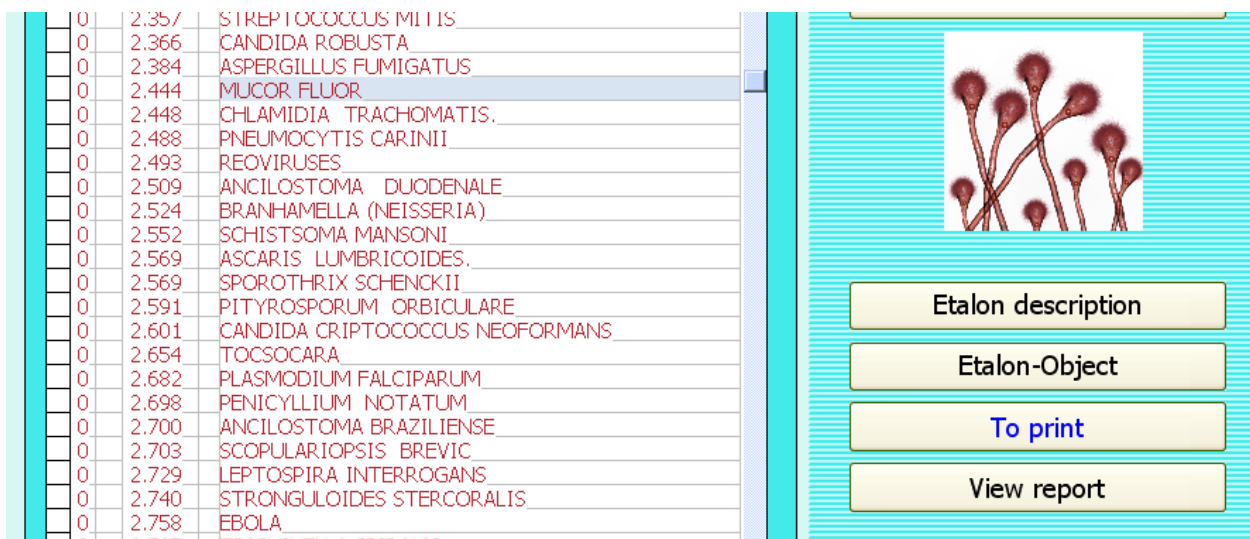 0 2.357 STREPTOCOCCUS MITIS
0 2.366 CANDIDA ROBUSTA
0 2.384 ASPERGILLUS FUMIGATUS
0 2.444 MUCOR FLUOR
0 2.448 CHLAMIDIA TRACHOMATIS.
0 2.488 PNEUMOCYTIS CARINII
0 2.493 REOVIRUSES
0 2.509 ANCILOSTOMA DUODENALE
0 2.524 BRANHAMELLA (NEISSERIA)
0 2.552 SCHISTSOMA MANSONI
0 2.569 ASCARIS LUMBRICOIDES.
0 2.569 SPOROTHRIX SCHENCKII
0 2.591 PITYROSPORUM ORBICULARE
0 2.601 CANDIDA CRIPTOCOCCUS NEOFORMANS
0 2.654 TOCSOCARA
0 2.682 PLASMODIUM FALCIPARUM
0 2.698 PENICYLLIUM NOTATUM
0 2.700 ANCILOSTOMA BRAZILIENSE
0 2.703 SCOPULARIOPSIS BREVIC
0 2.729 LEPTOSPIRA INTERROGANS
0 2.740 STRONGULOIDES STERCORALIS
0 2.758 EBOLA
Etalon description
Etalon-Object
To print
View report